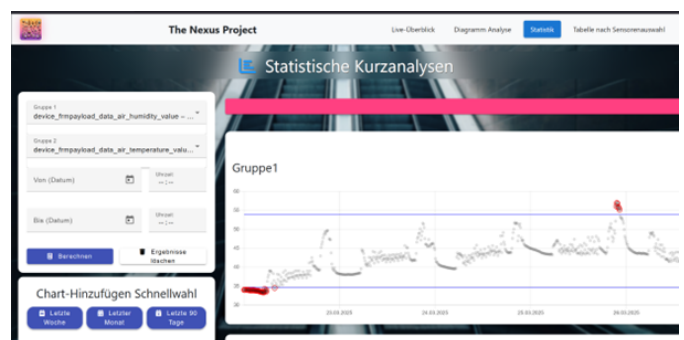 The Nexus Project
Live-Überblick
Diagramm Analyse
Statistik
Tabelle nach Sensorenauswahl
Statistische Kurzanalysen
Gruppe 1
device_frmpayload_data_air_humidity_value – ...
Gruppe 2
device_frmpayload_data_air_temperature_valu...
Von (Datum)
Uhrzeit
--:--
Bis (Datum)
Uhrzeit
--:--
Berechnen
Ergebnisse
löschen
Chart-Hinzufügen Schnellwahl
Letzte
Woche
Letzter
Monat
Letzte 90
Tage
Gruppe1
60
55
50
45
40
35
30
23.03.2025
24.03.2025
25.03.2025
26.03.2025